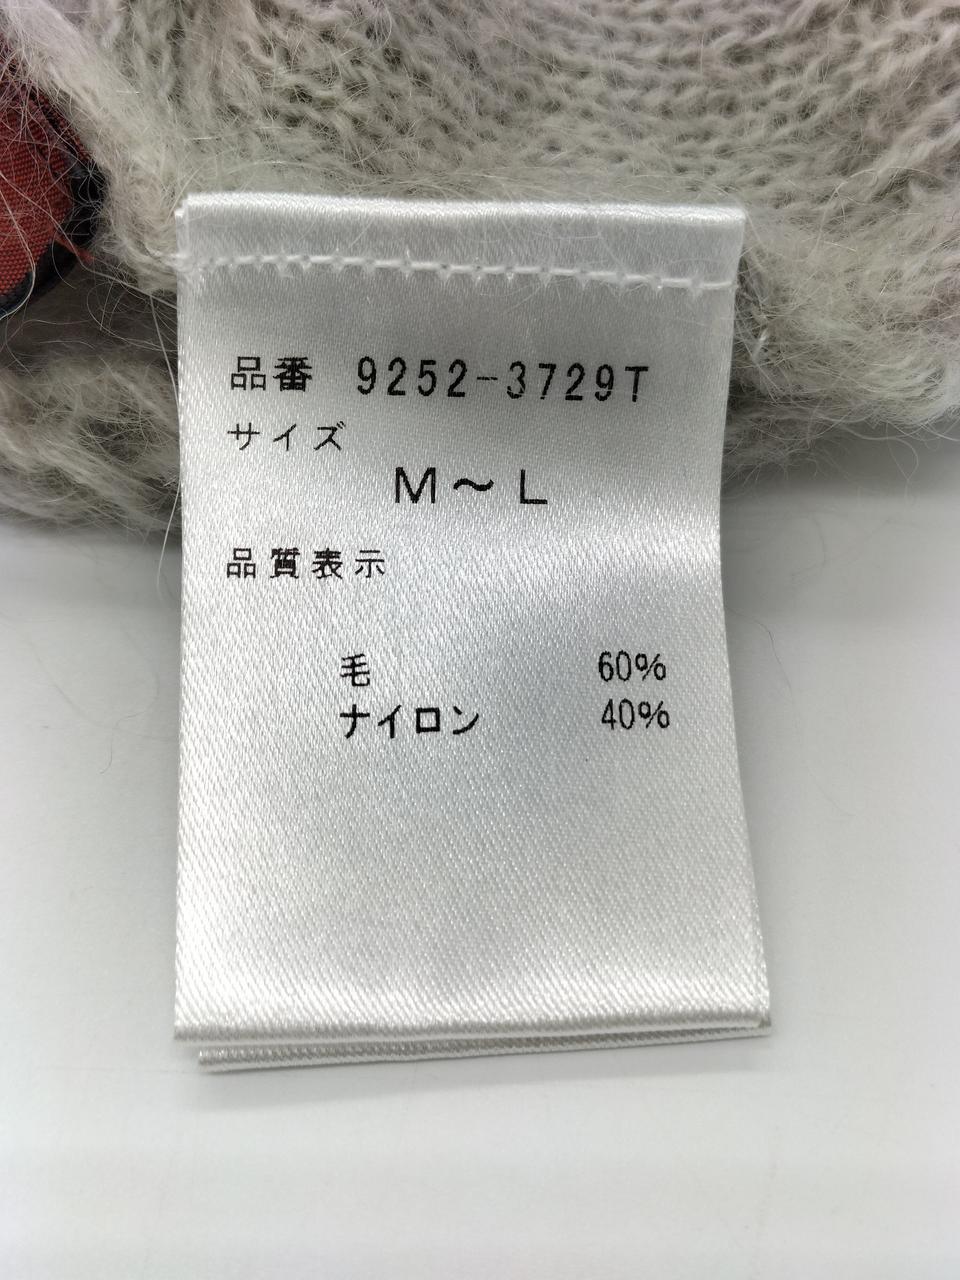 品番 9252-3729T
サイズ
M〜L
品質表示
毛 60%
ナイロン 40%